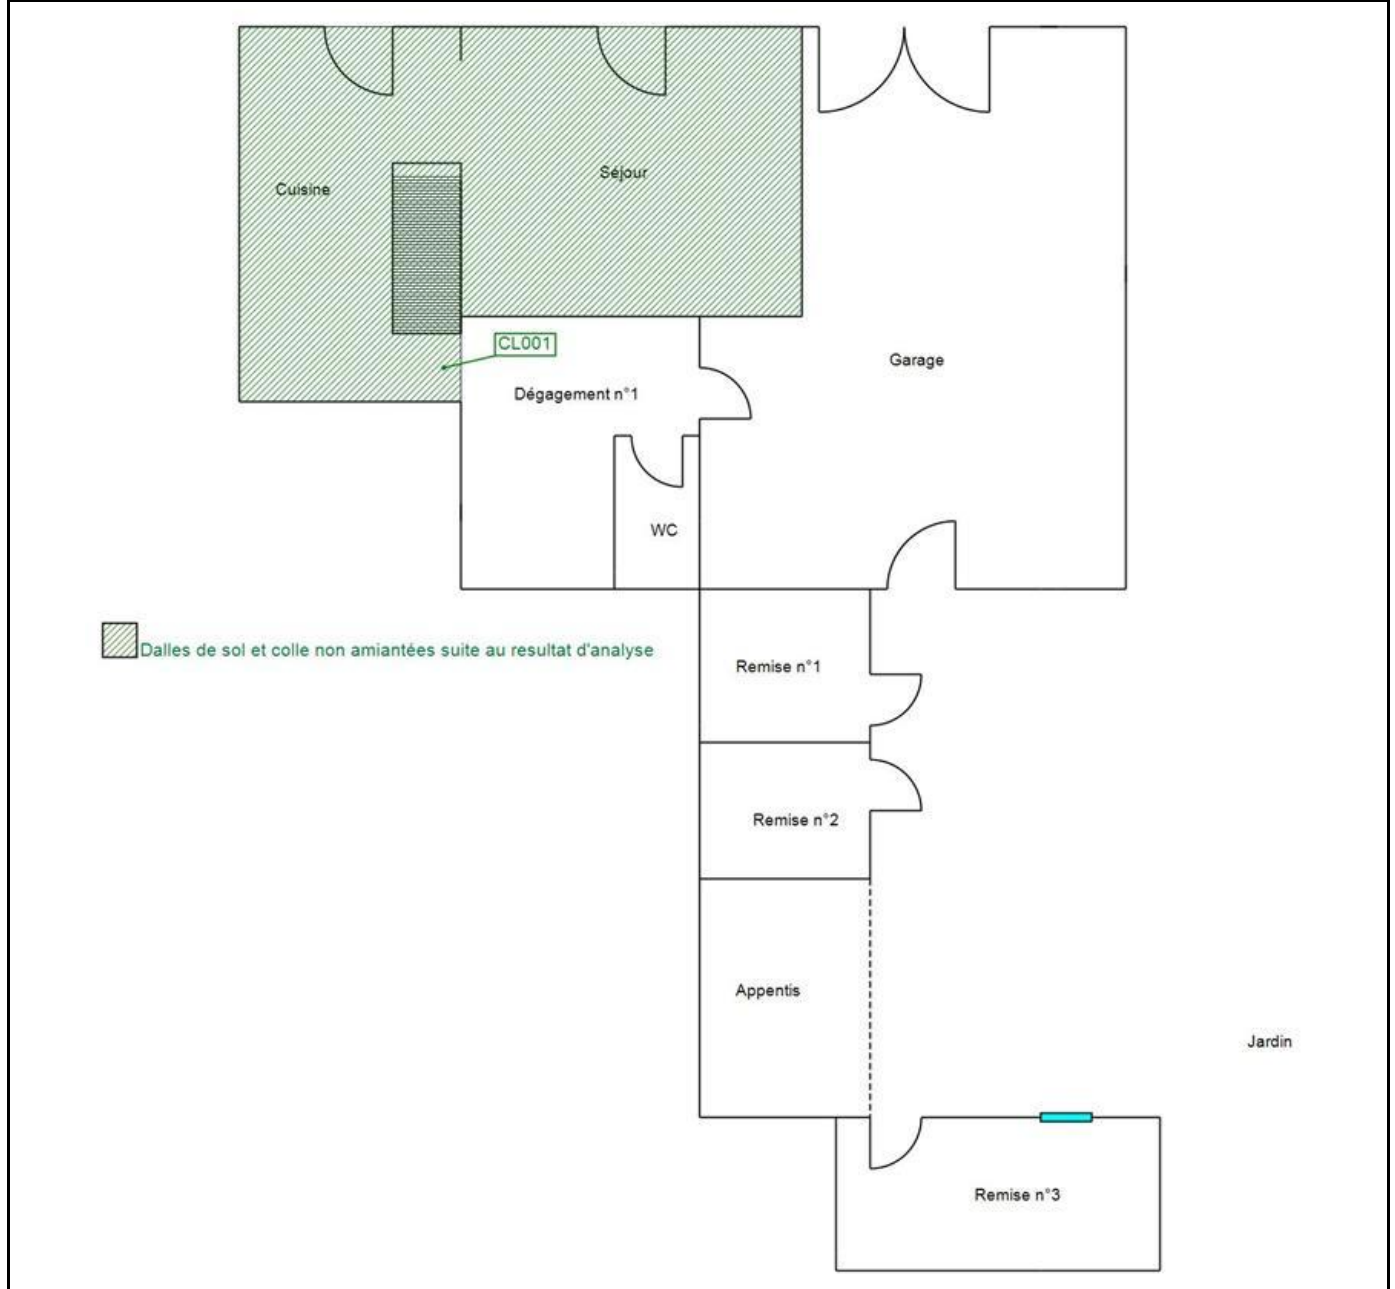 Séjour
Cuisine
CL001
Garage
Dégagement n°1
WC
Dalles de sol et colle non amiantées suite au resultat d'analyse
Remise n°1
Remise n°2
Appentis
Jardin
Remise n°3